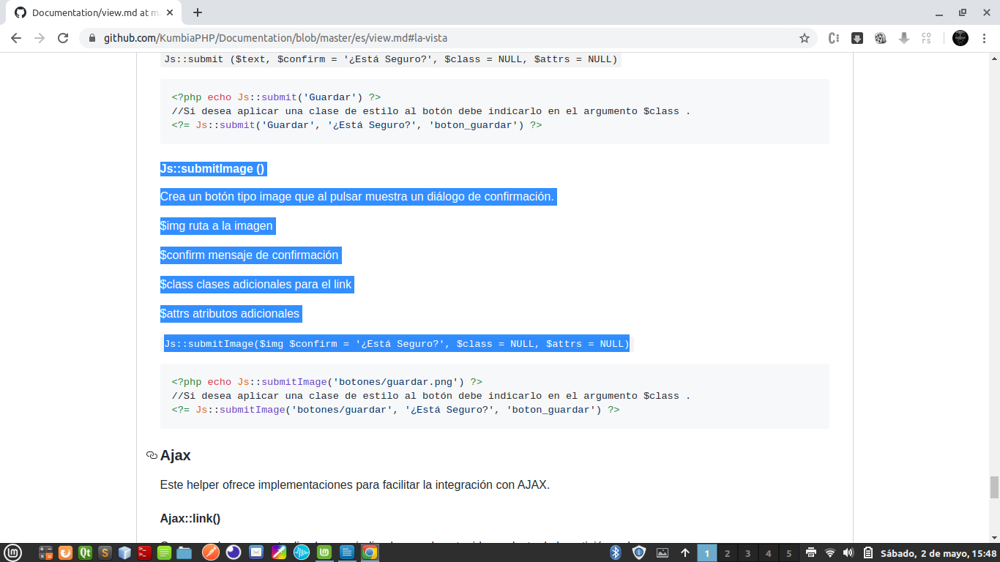 Documentation/view.md at m
github.com/KumbiaPHP/Documentation/blob/master/es/view.md#la-vista
Js::submit ($text, $confirm = '¿Está Seguro?', $class = NULL, $attrs = NULL)
<?php echo Js::submit('Guardar') ?>
//Si desea aplicar una clase de estilo al botón debe indicarlo en el argumento $class .
<?= Js::submit('Guardar', '¿Está Seguro?', 'boton_guardar') ?>
Js::submitImage ()
Crea un botón tipo image que al pulsar muestra un diálogo de confirmación.
$img ruta a la imagen
$confirm mensaje de confirmación
$class clases adicionales para el link
$attrs atributos adicionales
Js::submitImage($img $confirm = '¿Está Seguro?', $class = NULL, $attrs = NULL)
<?php echo Js::submitImage('botones/guardar.png') ?>
//Si desea aplicar una clase de estilo al botón debe indicarlo en el argumento $class .
<?= Js::submitImage('botones/guardar', '¿Está Seguro?', 'boton_guardar') ?>
Ajax
Este helper ofrece implementaciones para facilitar la integración con AJAX.
Ajax::link()
1 2 3 4 5 Sábado, 2 de mayo, 15:48